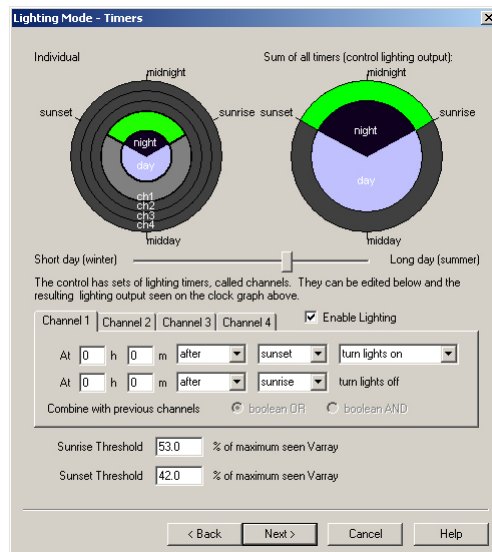 Lighting Mode - Timers
Individual
Sum of all timers (control lighting output):
midnight
midnight
sunset
sunrise
sunset
sunrise
night
night
day
day
ch1
ch2
ch3
ch4
midday
midday
Short day (winter)
Long day (summer)
The control has sets of lighting timers, called channels. They can be edited below and the
resulting lighting output seen on the clock graph above.
Channel 1 Channel 2 Channel 3 Channel 4 Enable Lighting
At 0 h 0 m after sunset turn lights on
At 0 h 0 m after sunrise turn lights off
Combine with previous channels boolean OR boolean AND
Sunrise Threshold 53.0 % of maximum seen Varray
Sunset Threshold 42.0 % of maximum seen Varray
< Back Next > Cancel Help